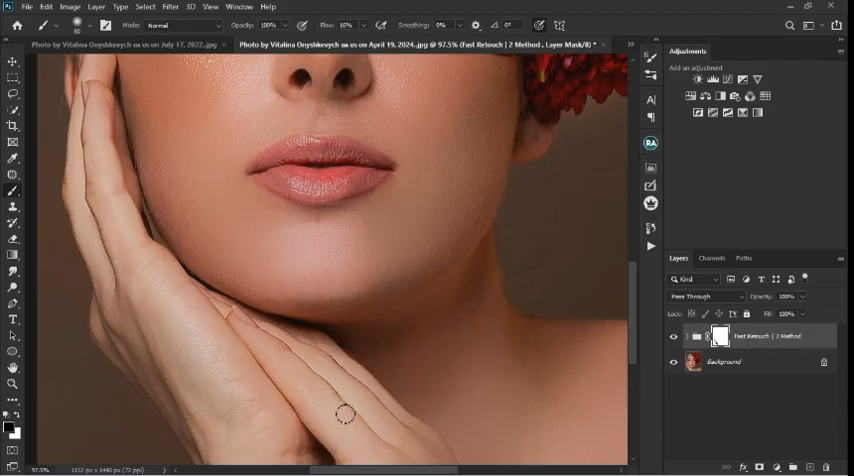 File Edit Image Layer Type Select Filter 3D View Window Help
80 Mode: Normal Opacity: 100% Flow: 16% Smoothing: 0% 0°
Photo by Vitalina Onyshkevych на us on July 17, 2022..jpg × Photo by Vitalina Onyshkevych на us on April 19, 2024..jpg @ 97.5% (Fast Retouch | 2 Method , Layer Mask/8) * ×
Adjustments
Add an adjustment
RA
Layers Channels Paths
Kind
Pass Through Opacity: 100%
Lock: Fill: 100%
Fast Retouch | 2 Method
Background
97.5% 1152 px x 1440 px (72 ppi)